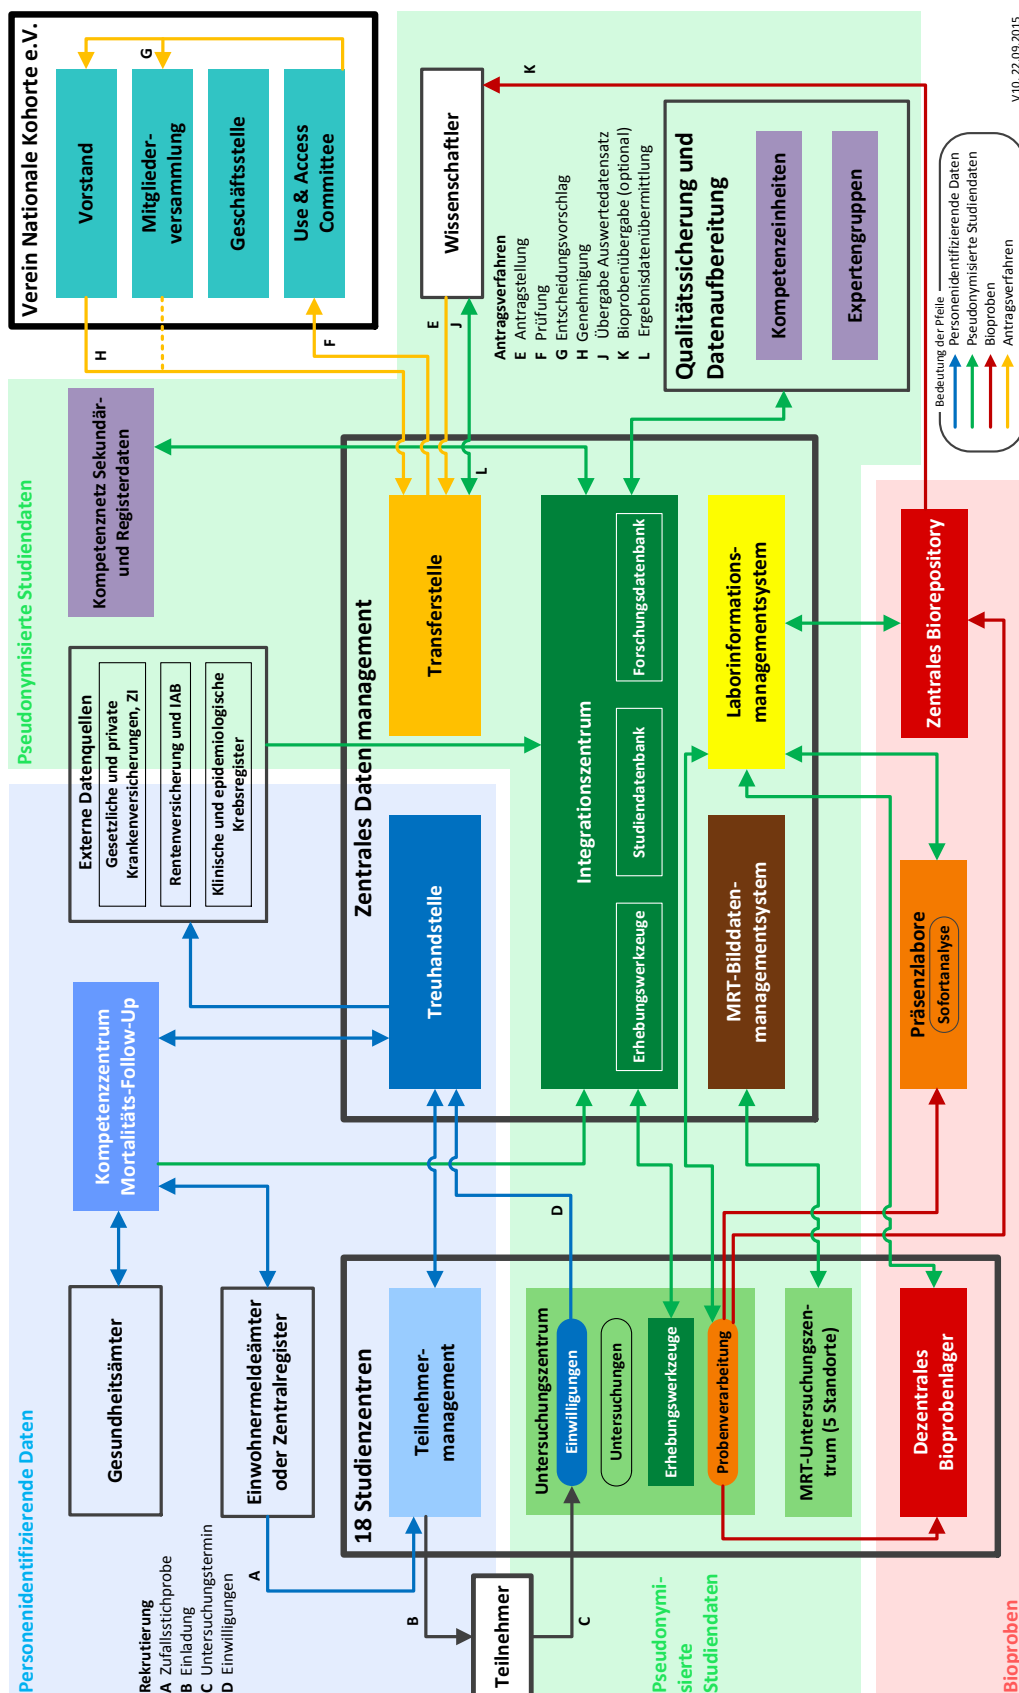 Personenidentifizierende Daten
Rekrutierung
A Zufallsstichprobe
B Einladung
C Untersuchungstermin
D Einwilligungen
Gesundheitsämter
Einwohnermeldeämter
oder Zentralregister
Kompetenzzentrum
Mortalitäts-Follow-Up
Externe Datenquellen
Gesetzliche und private
Krankenversicherungen, ZI
Rentenversicherung und IAB
Klinische und epidemiologische
Krebsregister
Pseudonymisierte Studiendaten
Kompetenznetz Sekundär-
und Registerdaten
Verein Nationale Kohorte e.V.
Vorstand
Mitglieder-
versammlung
Geschäftsstelle
Use & Access
Committee
G
H
F
A
B
C
D
Teilnehmer
18 Studienzentren
Teilnehmer-
management
Untersuchungszentrum
Einwilligungen
Untersuchungen
Erhebungswerkzeuge
Probenverarbeitung
MRT-Untersuchungszen-
trum (5 Standorte)
Dezentrales
Bioprobenlager
Zentrales Daten management
Treuhandstelle
Transferstelle
Integrationszentrum
Erhebungswerkzeuge
Studiendatenbank
Forschungsdatenbank
MRT-Bilddaten-
managementsystem
Laborinformations-
managementsystem
L
E
J
K
Wissenschaftler
Antragsverfahren
E Antragstellung
F Prüfung
G Entscheidungsvorschlag
H Genehmigung
J Übergabe Auswertedatensatz
K Bioprobenübergabe (optional)
L Ergebnisdatenübermittlung
Qualitätssicherung und
Datenaufbereitung
Kompetenzeinheiten
Expertengruppen
Pseudonymi-
sierte
Studiendaten
Bioproben
Präsenzlabore
Sofortanalyse
Zentrales Biorepository
Bedeutung der Pfeile
Personenidentifizierende Daten
Pseudonymisierte Studiendaten
Bioproben
Antragsverfahren
V10, 22.09.2015